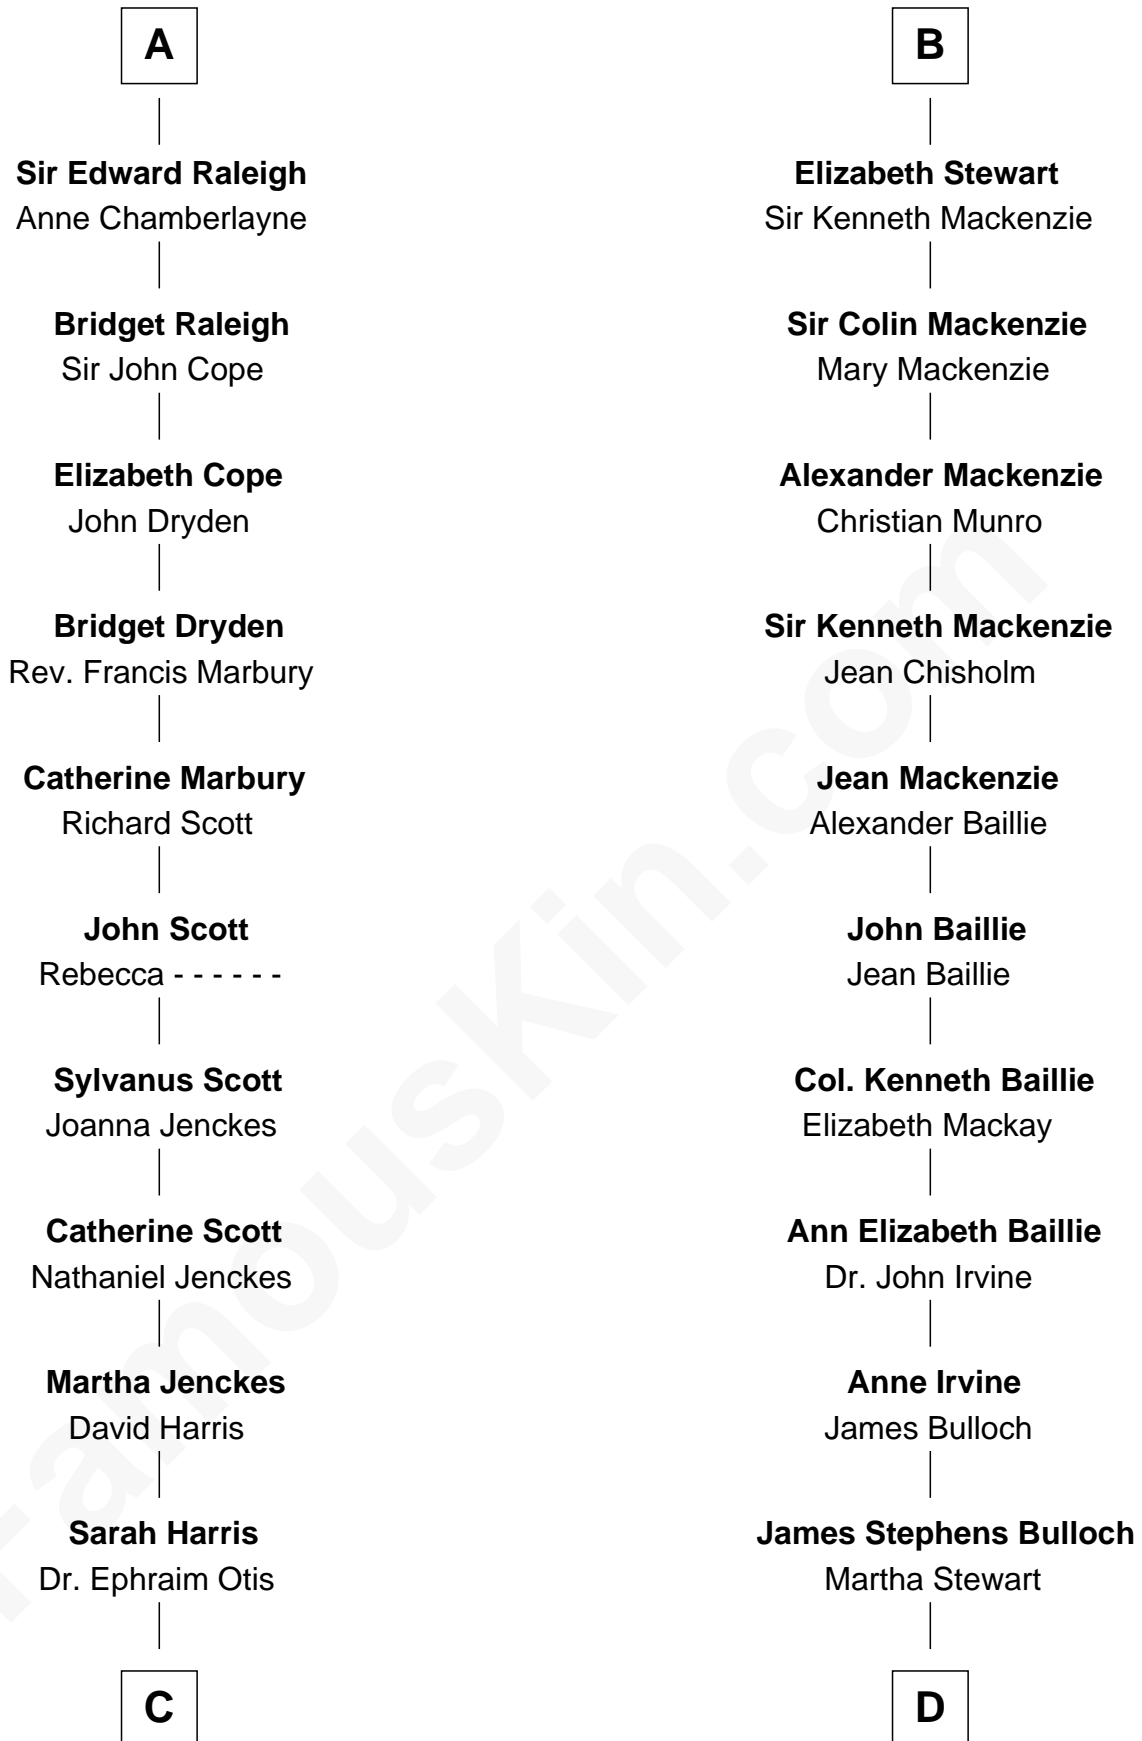 A
Sir Edward Raleigh
Anne Chamberlayne
Bridget Raleigh
Sir John Cope
Elizabeth Cope
John Dryden
Bridget Dryden
Rev. Francis Marbury
Catherine Marbury
Richard Scott
John Scott
Rebecca - - - - - -
Sylvanus Scott
Joanna Jenckes
Catherine Scott
Nathaniel Jenckes
Martha Jenckes
David Harris
Sarah Harris
Dr. Ephraim Otis
C
B
Elizabeth Stewart
Sir Kenneth Mackenzie
Sir Colin Mackenzie
Mary Mackenzie
Alexander Mackenzie
Christian Munro
Sir Kenneth Mackenzie
Jean Chisholm
Jean Mackenzie
Alexander Baillie
John Baillie
Jean Baillie
Col. Kenneth Baillie
Elizabeth Mackay
Ann Elizabeth Baillie
Dr. John Irvine
Anne Irvine
James Bulloch
James Stephens Bulloch
Martha Stewart
D
FamousKin.com